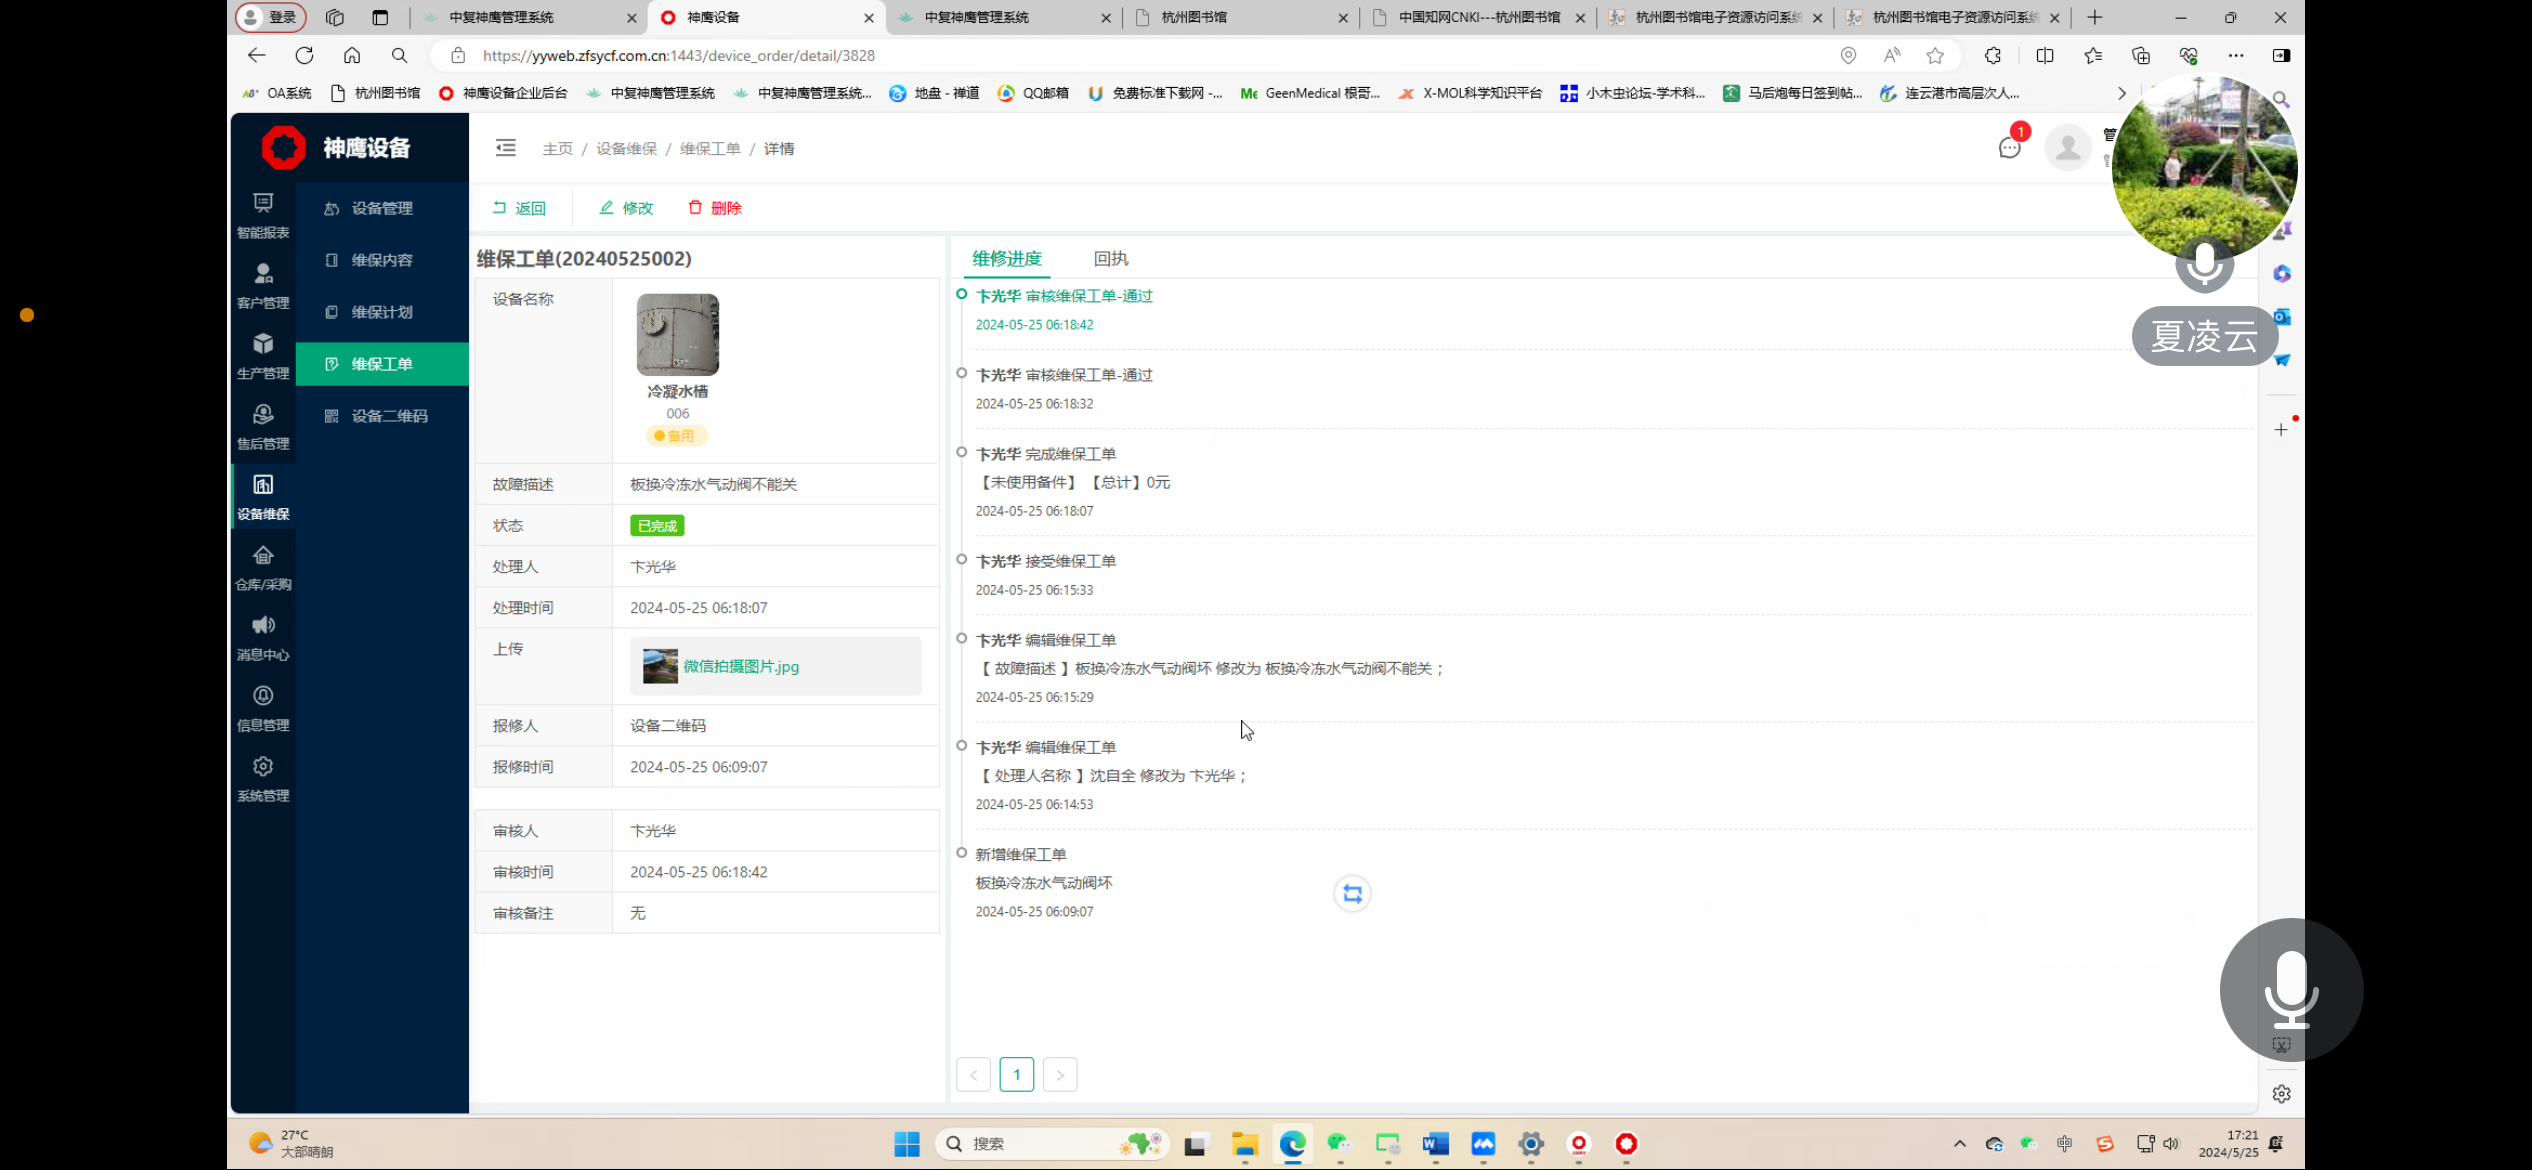 登录
中复神鹰管理系统
神鹰设备
中复神鹰管理系统
杭州图书馆
中国知网CNKI---杭州图书馆
杭州图书馆电子资源访问系统
杭州图书馆电子资源访问系统
https://yyweb.zfsycf.com.cn:1443/device_order/detail/3828
OA系统
杭州图书馆
神鹰设备企业后台
中复神鹰管理系统
中复神鹰管理系统...
地盘 - 禅道
QQ邮箱
免费标准下载网 -...
GeenMedical 根哥...
X-MOL科学知识平台
小木虫论坛-学术科...
马后炮每日签到帖...
连云港市高层次人...
神鹰设备
主页 / 设备维保 / 维保工单 / 详情
1
返回
修改
删除
智能报表
客户管理
生产管理
售后管理
设备维保
仓库/采购
消息中心
信息管理
系统管理
设备管理
维保内容
维保计划
维保工单
设备二维码
维保工单(20240525002)
设备名称
冷凝水槽
006
备用
故障描述 板换冷冻水气动阀不能关
状态 已完成
处理人 卞光华
处理时间 2024-05-25 06:18:07
上传 微信拍摄图片.jpg
报修人 设备二维码
报修时间 2024-05-25 06:09:07
审核人 卞光华
审核时间 2024-05-25 06:18:42
审核备注 无
维修进度 回执
卞光华 审核维保工单-通过
2024-05-25 06:18:42
卞光华 审核维保工单-通过
2024-05-25 06:18:32
卞光华 完成维保工单
【未使用备件】【总计】0元
2024-05-25 06:18:07
卞光华 接受维保工单
2024-05-25 06:15:33
卞光华 编辑维保工单
【 故障描述 】板换冷冻水气动阀坏 修改为 板换冷冻水气动阀不能关；
2024-05-25 06:15:29
卞光华 编辑维保工单
【 处理人名称 】沈自全 修改为 卞光华；
2024-05-25 06:14:53
新增维保工单
板换冷冻水气动阀坏
2024-05-25 06:09:07
1
夏凌云
27°C
大部晴朗
搜索
中
17:21
2024/5/25